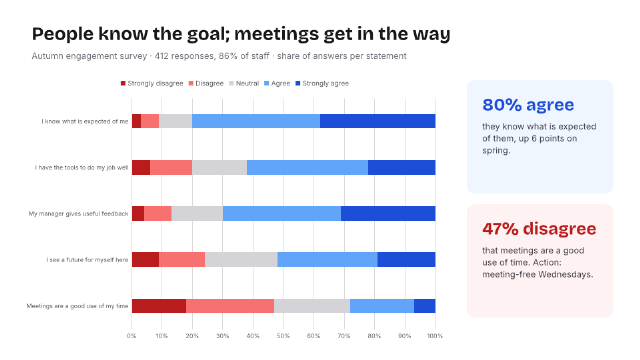 People know the goal; meetings get in the way
Autumn engagement survey · 412 responses, 86% of staff · share of answers per statement
Strongly disagree Disagree Neutral Agree Strongly agree
I know what is expected of me
I have the tools to do my job well
My manager gives useful feedback
I see a future for myself here
Meetings are a good use of my time
0% 10% 20% 30% 40% 50% 60% 70% 80% 90% 100%
80% agree
they know what is expected
of them, up 6 points on
spring.
47% disagree
that meetings are a good
use of time. Action:
meeting-free Wednesdays.